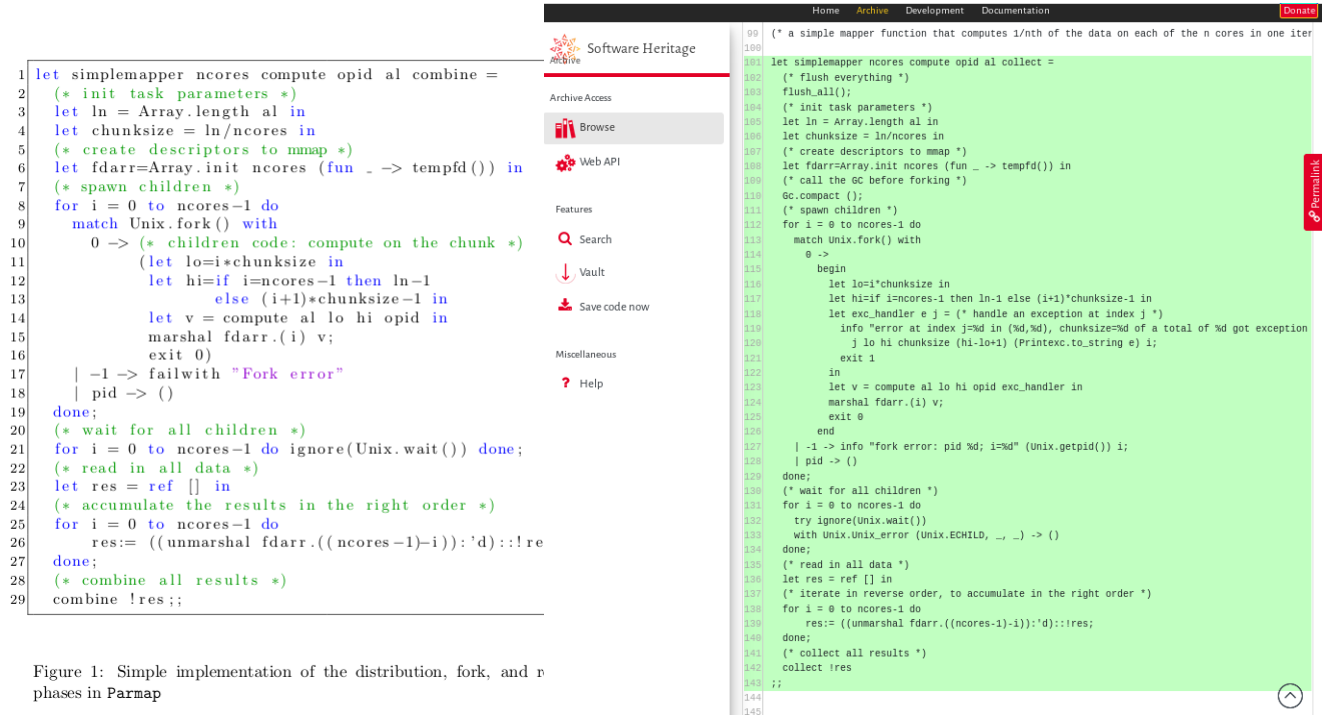 1 let simplemapper ncores compute opid al combine =
2 (* init task parameters *)
3 let ln = Array.length al in
4 let chunksize = ln/ncores in
5 (* create descriptors to mmap *)
6 let fdarr=Array.init ncores (fun _ -> tempfd()) in
7 (* spawn children *)
8 for i = 0 to ncores-1 do
9 match Unix.fork() with
10 0 -> (* children code: compute on the chunk *)
11 (let lo=i*chunksize in
12 let hi=if i=ncores-1 then ln-1
13 else (i+1)*chunksize-1 in
14 let v = compute al lo hi opid in
15 marshal fdarr.(i) v;
16 exit 0)
17 | -1 -> failwith "Fork error"
18 | pid -> ()
19 done;
20 (* wait for all children *)
21 for i = 0 to ncores-1 do ignore(Unix.wait()) done;
22 (* read in all data *)
23 let res = ref [] in
24 (* accumulate the results in the right order *)
25 for i = 0 to ncores-1 do
26 res:= ((unmarshal fdarr.((ncores-1)-i)):'d)::!re
27 done;
28 (* combine all results *)
29 combine !res;;
Figure 1: Simple implementation of the distribution, fork, and
phases in Parmap
Home Archive Development Documentation Donate
Software Heritage
Archive
Archive Access
Browse
Web API
Features
Search
Vault
Save code now
Miscellaneous
Help
99 (* a simple mapper function that computes 1/nth of the data on each of the n cores in one iter
100
101 let simplemapper ncores compute opid al collect =
102 (* flush everything *)
103 flush_all();
104 (* init task parameters *)
105 let ln = Array.length al in
106 let chunksize = ln/ncores in
107 (* create descriptors to mmap *)
108 let fdarr=Array.init ncores (fun _ -> tempfd()) in
109 (* call the GC before forking *)
110 Gc.compact ();
111 (* spawn children *)
112 for i = 0 to ncores-1 do
113 match Unix.fork() with
114 0 ->
115 begin
116 let lo=i*chunksize in
117 let hi=if i=ncores-1 then ln-1 else (i+1)*chunksize-1 in
118 let exc_handler e j = (* handle an exception at index j *)
119 info "error at index j=%d in (%d,%d), chunksize=%d of a total of %d got exception
120 j lo hi chunksize (hi-lo+1) (Printexc.to_string e) i;
121 exit 1
122 in
123 let v = compute al lo hi opid exc_handler in
124 marshal fdarr.(i) v;
125 exit 0
126 end
127 | -1 -> info "fork error: pid %d; i=%d" (Unix.getpid()) i;
128 | pid -> ()
129 done;
130 (* wait for all children *)
131 for i = 0 to ncores-1 do
132 try ignore(Unix.wait())
133 with Unix.Unix_error (Unix.ECHILD, _, _) -> ()
134 done;
135 (* read in all data *)
136 let res = ref [] in
137 (* iterate in reverse order, to accumulate in the right order *)
138 for i = 0 to ncores-1 do
139 res:= ((unmarshal fdarr.((ncores-1)-i)):'d)::!res;
140 done;
141 (* collect all results *)
142 collect !res
143 ;;
144
145
Permalink